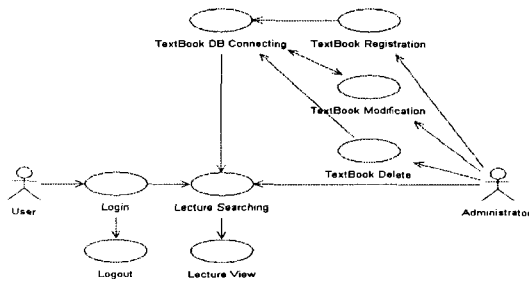 TextBook DB Connecting
TextBook Registration
TextBook Modification
TextBook Delete
User
Login
Lecture Searching
Administrator
Logout
Lecture View